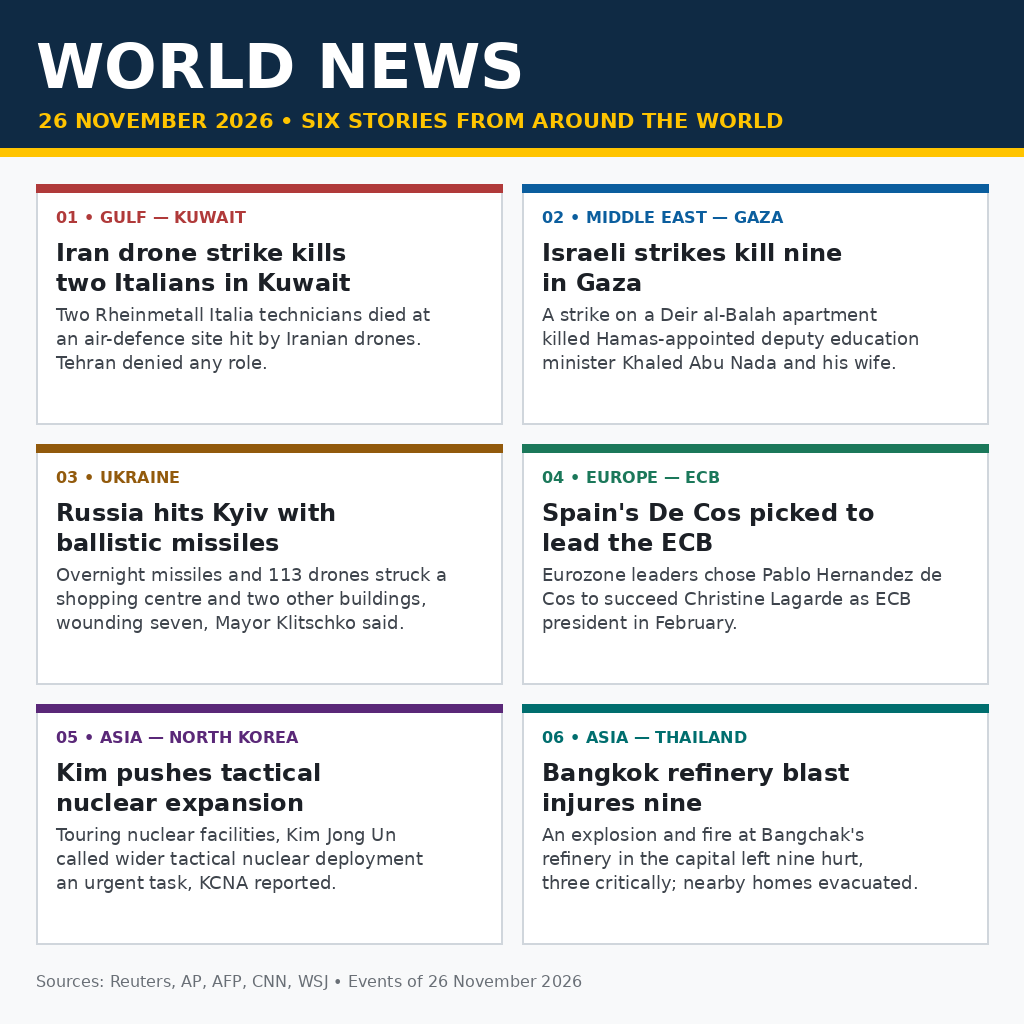 WORLD NEWS
26 NOVEMBER 2026 • SIX STORIES FROM AROUND THE WORLD
01 • GULF — KUWAIT
Iran drone strike kills
two Italians in Kuwait
Two Rheinmetall Italia technicians died at
an air-defence site hit by Iranian drones.
Tehran denied any role.
02 • MIDDLE EAST — GAZA
Israeli strikes kill nine
in Gaza
A strike on a Deir al-Balah apartment
killed Hamas-appointed deputy education
minister Khaled Abu Nada and his wife.
03 • UKRAINE
Russia hits Kyiv with
ballistic missiles
Overnight missiles and 113 drones struck a
shopping centre and two other buildings,
wounding seven, Mayor Klitschko said.
04 • EUROPE — ECB
Spain's De Cos picked to
lead the ECB
Eurozone leaders chose Pablo Hernandez de
Cos to succeed Christine Lagarde as ECB
president in February.
05 • ASIA — NORTH KOREA
Kim pushes tactical
nuclear expansion
Touring nuclear facilities, Kim Jong Un
called wider tactical nuclear deployment
an urgent task, KCNA reported.
06 • ASIA — THAILAND
Bangkok refinery blast
injures nine
An explosion and fire at Bangchak's
refinery in the capital left nine hurt,
three critically; nearby homes evacuated.
Sources: Reuters, AP, AFP, CNN, WSJ • Events of 26 November 2026